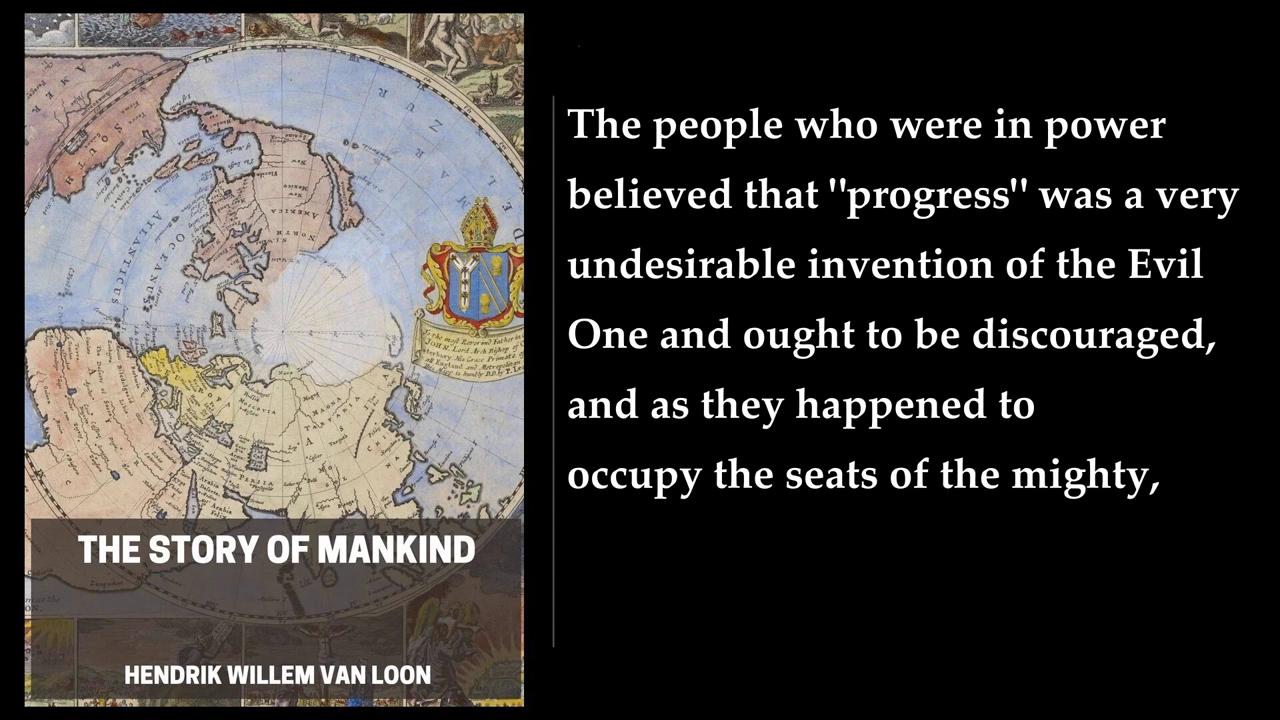 THE STORY OF MANKIND
HENDRIK WILLEM VAN LOON
The people who were in power
believed that "progress" was a very
undesirable invention of the Evil
One and ought to be discouraged,
and as they happened to
occupy the seats of the mighty,